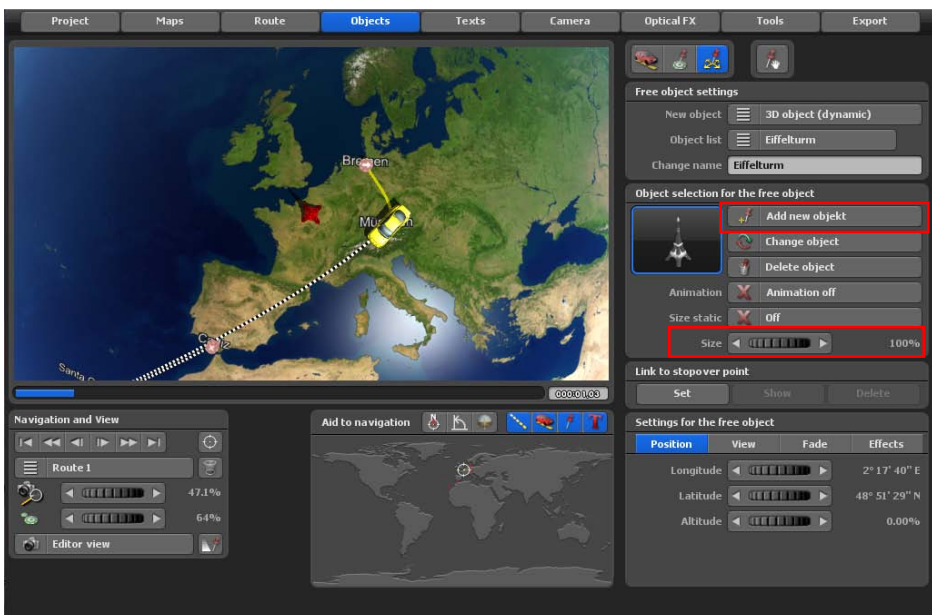 Project Maps Route Objects Texts Camera Optical FX Tools Export
Free object settings
New object 3D object (dynamic)
Object list Eiffelturm
Change name Eiffelturm
Object selection for the free object
Add new objekt
Change object
Delete object
Animation Animation off
Size static Off
Size 100%
Link to stopover point
Set Show Delete
Settings for the free object
Position View Fade Effects
Longitude 2° 17' 40" E
Latitude 48° 51' 29" N
Altitude 0.00%
Bremen
Santa
Navigation and View
Route 1
47.1%
64%
Editor view
Aid to navigation